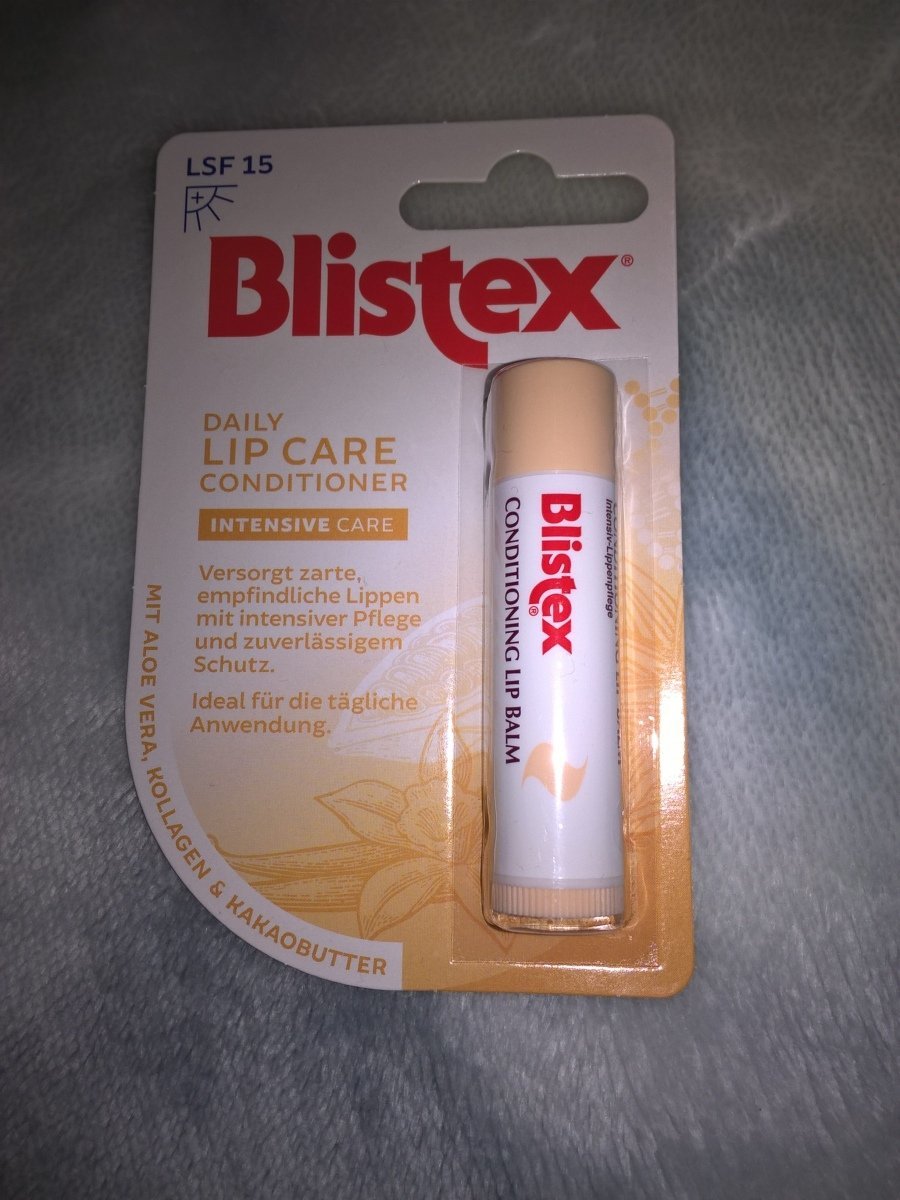 LSF 15
Blistex®
DAILY
LIP CARE
CONDITIONER
INTENSIVE CARE
Versorgt zarte,
empfindliche Lippen
mit intensiver Pflege
und zuverlässigem
Schutz.
Ideal für die tägliche
Anwendung.
MIT ALOE VERA, KOLLAGEN & KAKAOBUTTER
Blistex®
CONDITIONING LIP BALM
Intensiv-Lippenpflege